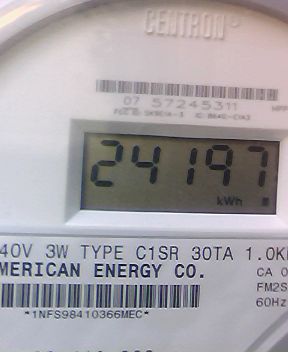 CENTRON®
07 57245311
24197
kWh
40V 3W TYPE C1SR 30TA 1.0K
MERICAN ENERGY CO.
CA 0
FM2S
60Hz
*1NFS98410366MEC*